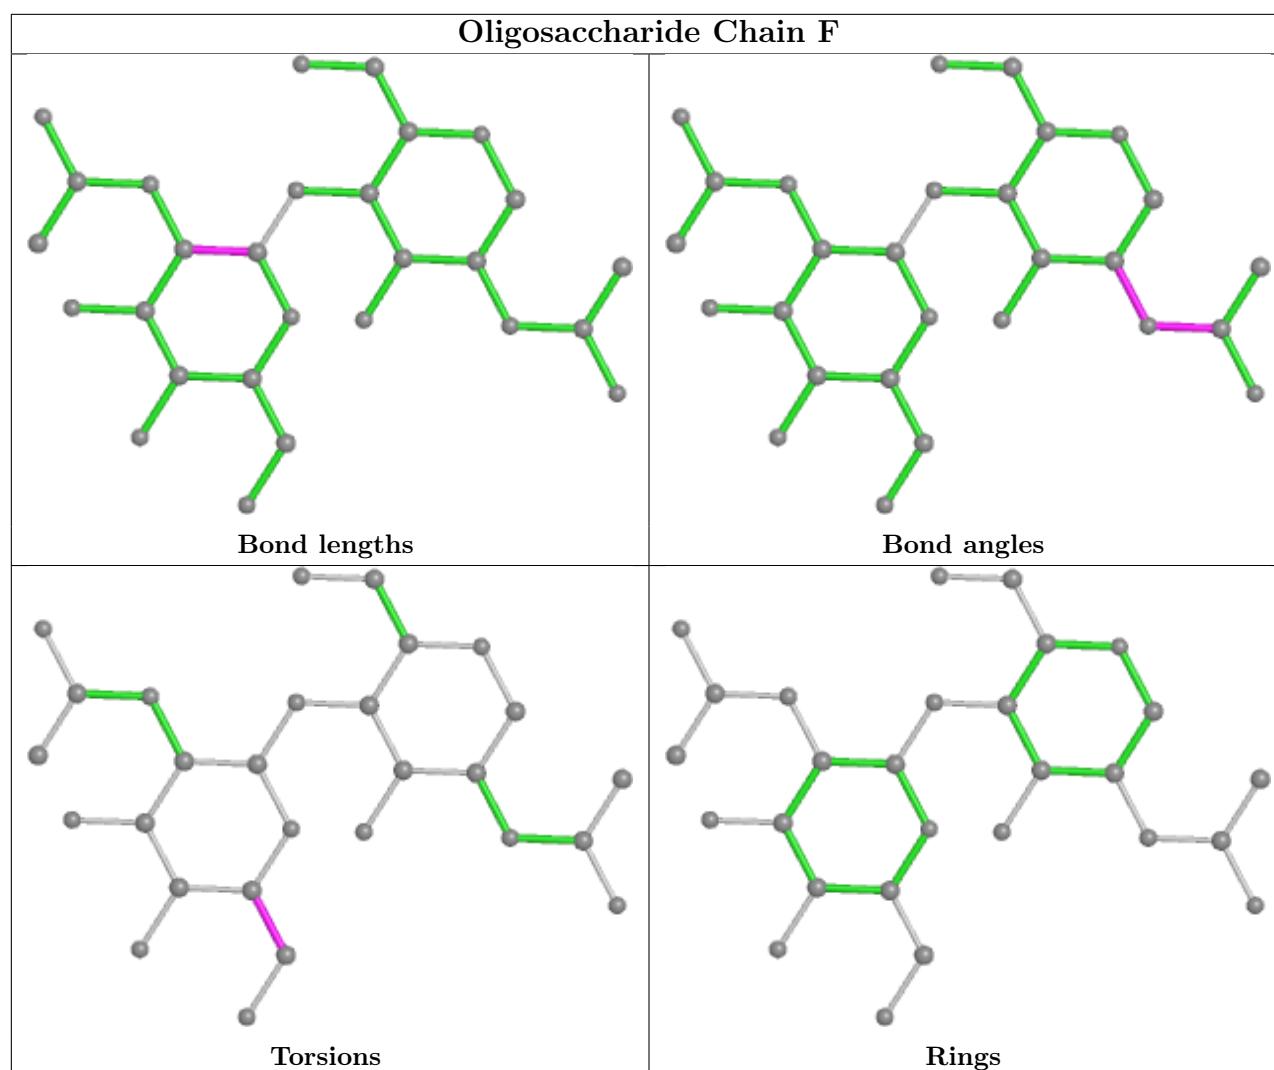 Oligosaccharide Chain F
Bond lengths
Bond angles
Torsions
Rings